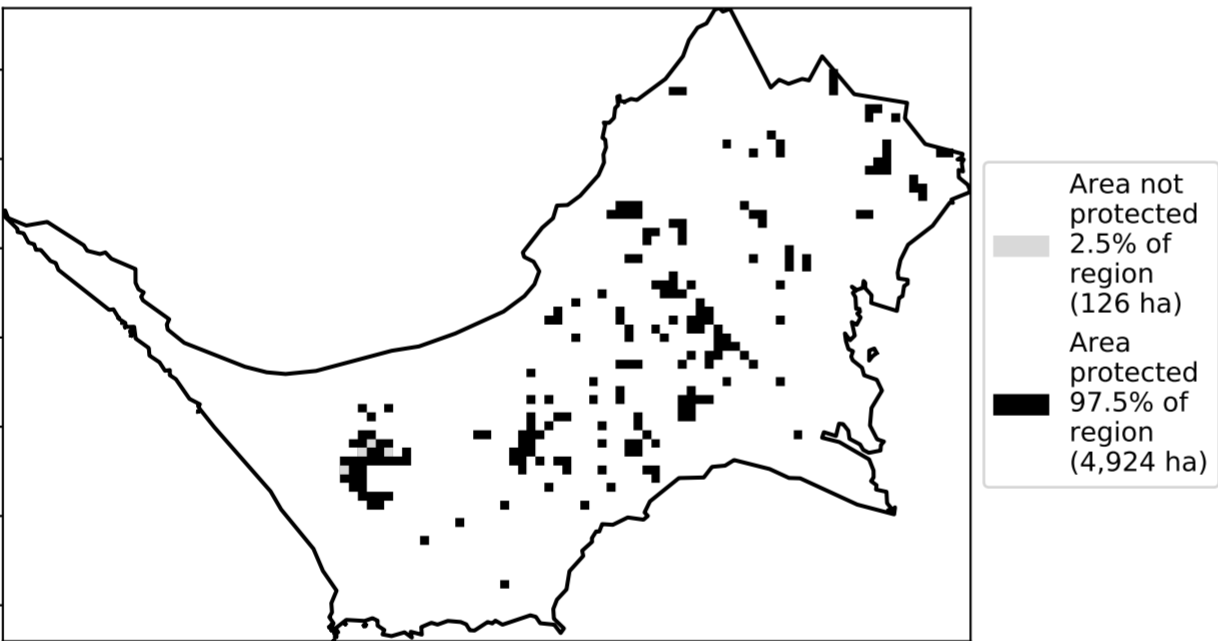 Area not
protected
2.5% of
region
(126 ha)
Area
protected
97.5% of
region
(4,924 ha)